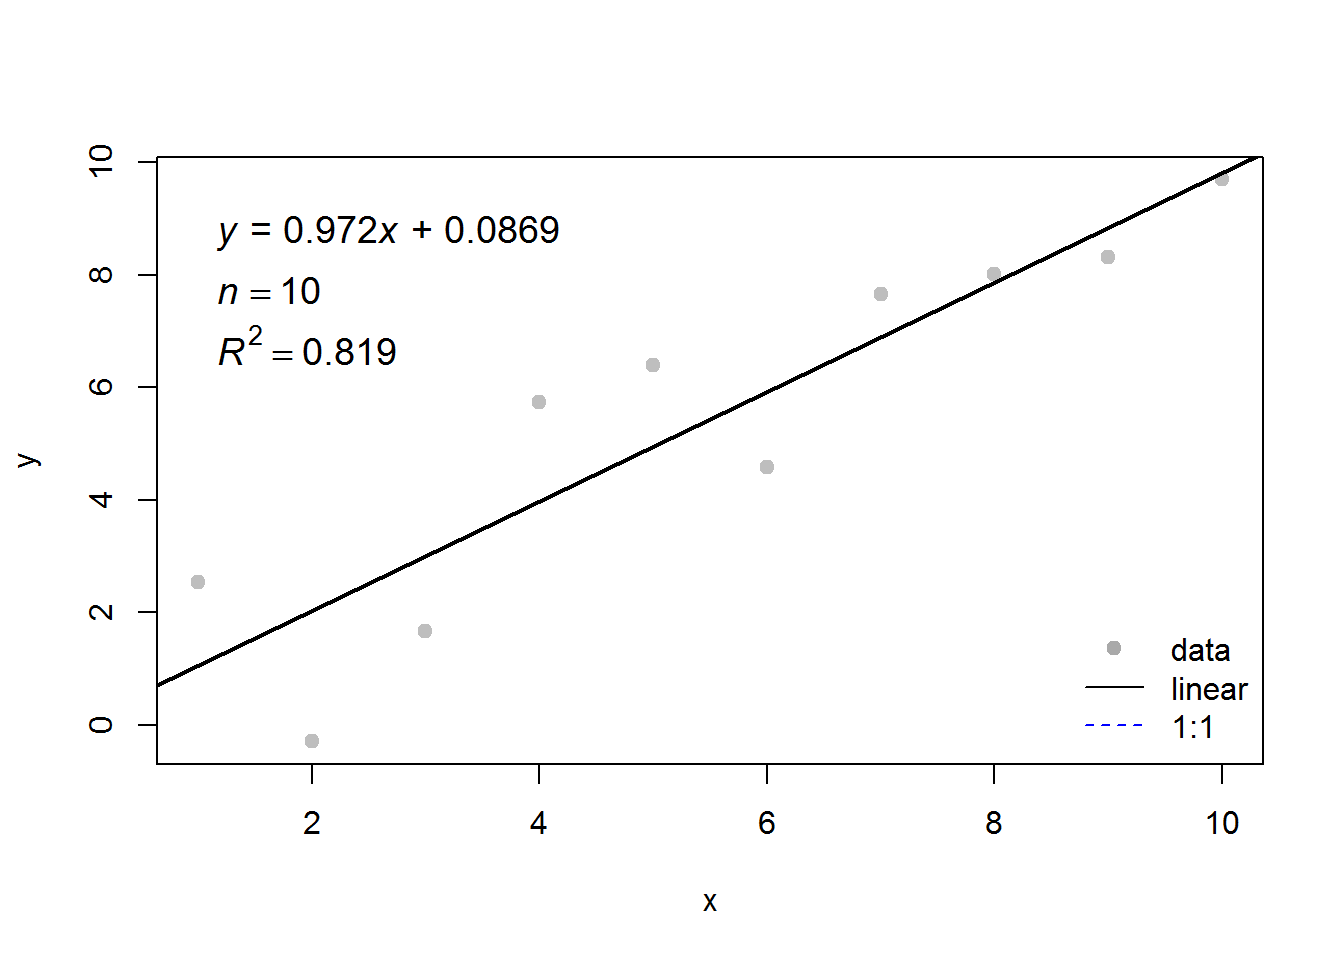 y = 0.972x + 0.0869
n = 10
R² = 0.819
10
8
6
4
2
0
y
data
linear
1:1
2 4 6 8 10
x